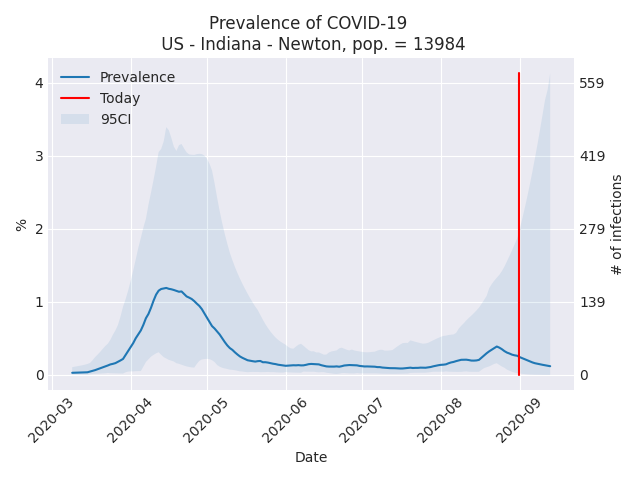 Prevalence of COVID-19
US - Indiana - Newton, pop. = 13984
Prevalence
Today
95CI
4
3
2
1
0
%
559
419
279
139
0
# of infections
2020-03
2020-04
2020-05
2020-06
2020-07
2020-08
2020-09
Date